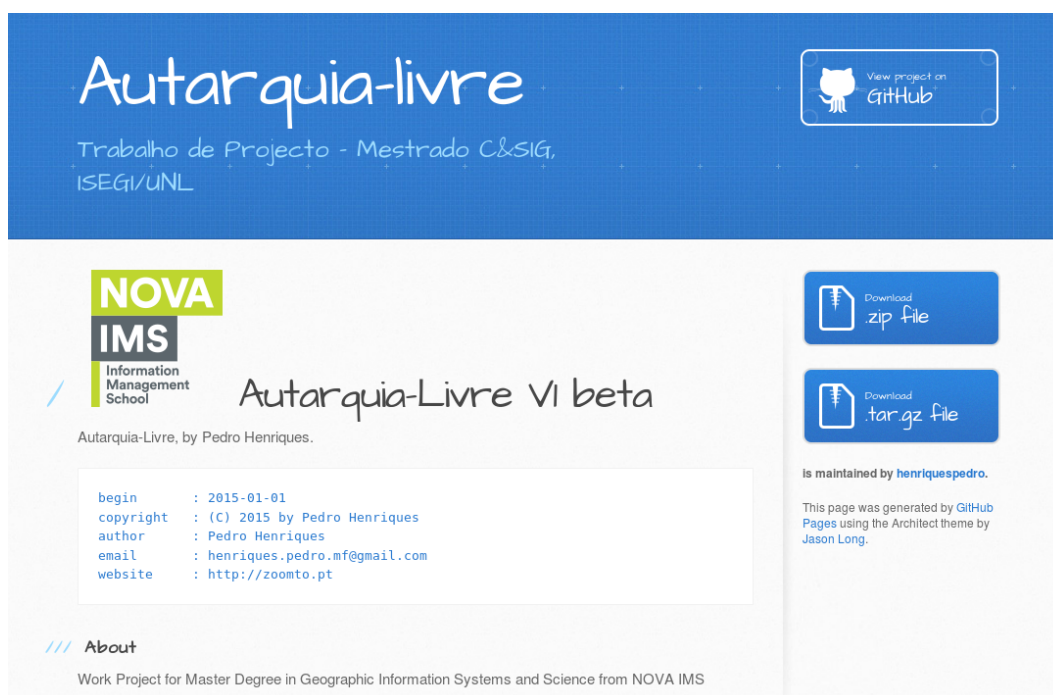 Autarquia-livre
Trabalho de Projecto - Mestrado C&SIG,
ISEGI/UNL
View project on
GitHub
NOVA
IMS
Information
Management
School
Autarquia-Livre V1 beta
Autarquia-Livre, by Pedro Henriques.
begin : 2015-01-01
copyright : (C) 2015 by Pedro Henriques
author : Pedro Henriques
email : henriques.pedro.mf@gmail.com
website : http://zoomto.pt
/// About
Work Project for Master Degree in Geographic Information Systems and Science from NOVA IMS
Download
.zip file
Download
.tar.gz file
is maintained by henriquespedro.
This page was generated by GitHub
Pages using the Architect theme by
Jason Long.